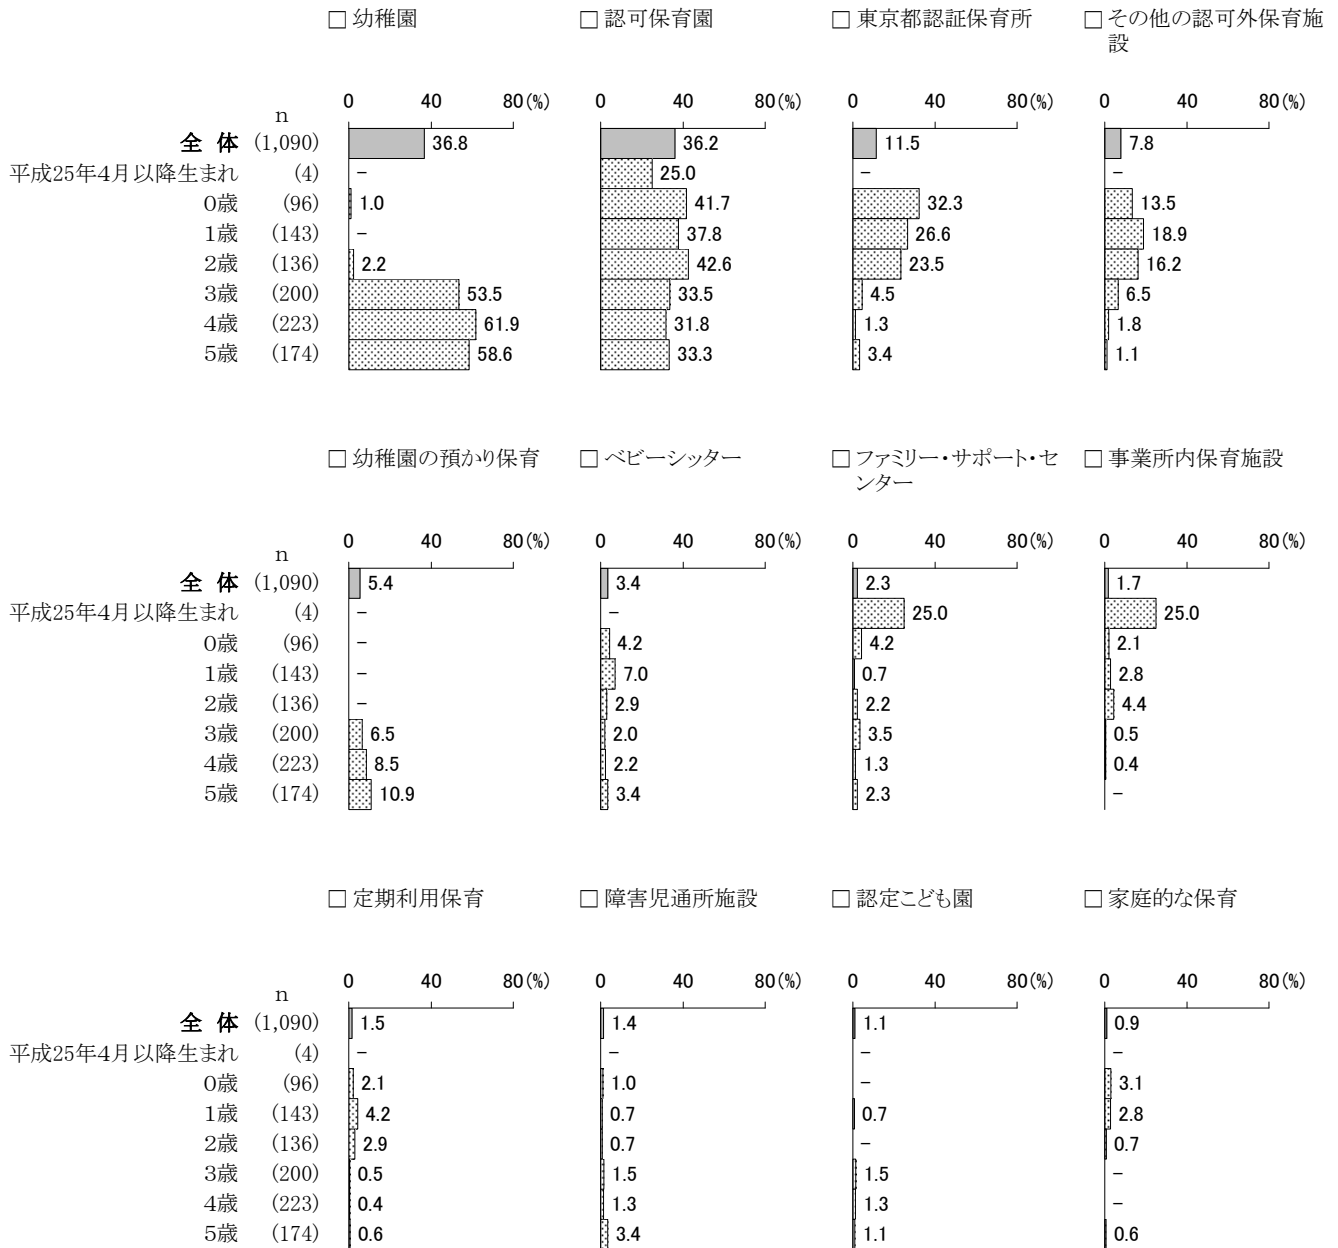 □ 幼稚園 □ 認可保育園 □ 東京都認証保育所 □ その他の認可外保育施
設
0 40 80(%) 0 40 80(%) 0 40 80(%) 0 40 80(%)
n
全 体 (1,090) 36.8 36.2 11.5 7.8
平成25年4月以降生まれ (4) − 25.0 − −
0歳 (96) 1.0 41.7 32.3 13.5
1歳 (143) − 37.8 26.6 18.9
2歳 (136) 2.2 42.6 23.5 16.2
3歳 (200) 53.5 33.5 4.5 6.5
4歳 (223) 61.9 31.8 1.3 1.8
5歳 (174) 58.6 33.3 3.4 1.1
□ 幼稚園の預かり保育 □ ベビーシッター □ ファミリー・サポート・セ □ 事業所内保育施設
ンター
0 40 80(%) 0 40 80(%) 0 40 80(%) 0 40 80(%)
n
全 体 (1,090) 5.4 3.4 2.3 1.7
平成25年4月以降生まれ (4) − − 25.0 25.0
0歳 (96) − 4.2 4.2 2.1
1歳 (143) − 7.0 0.7 2.8
2歳 (136) − 2.9 2.2 4.4
3歳 (200) 6.5 2.0 3.5 0.5
4歳 (223) 8.5 2.2 1.3 0.4
5歳 (174) 10.9 3.4 2.3 −
□ 定期利用保育 □ 障害児通所施設 □ 認定こども園 □ 家庭的な保育
0 40 80(%) 0 40 80(%) 0 40 80(%) 0 40 80(%)
n
全 体 (1,090) 1.5 1.4 1.1 0.9
平成25年4月以降生まれ (4) − − − −
0歳 (96) 2.1 1.0 − 3.1
1歳 (143) 4.2 0.7 0.7 2.8
2歳 (136) 2.9 0.7 − 0.7
3歳 (200) 0.5 1.5 1.5 −
4歳 (223) 0.4 1.3 1.3 −
5歳 (174) 0.6 3.4 1.1 0.6